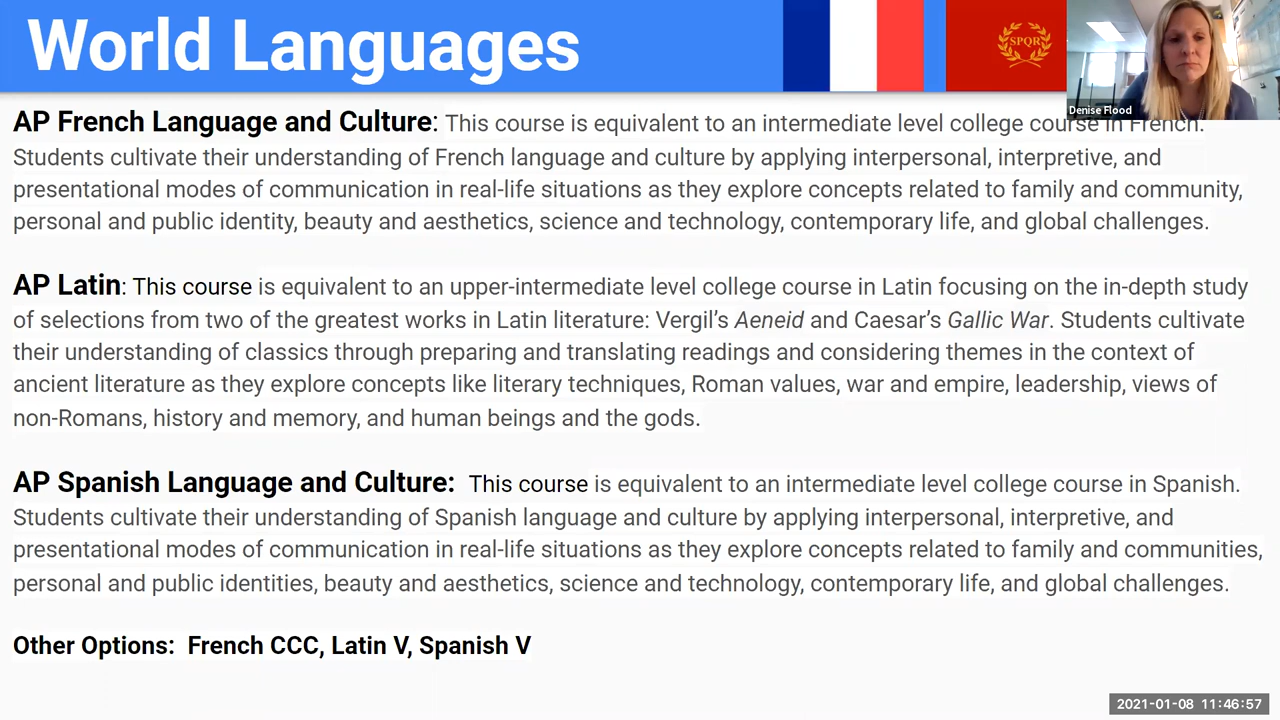 World Languages
SPQR
Denise Flood
AP French Language and Culture: This course is equivalent to an intermediate level college course in French.
Students cultivate their understanding of French language and culture by applying interpersonal, interpretive, and
presentational modes of communication in real-life situations as they explore concepts related to family and community,
personal and public identity, beauty and aesthetics, science and technology, contemporary life, and global challenges.
AP Latin: This course is equivalent to an upper-intermediate level college course in Latin focusing on the in-depth study
of selections from two of the greatest works in Latin literature: Vergil’s Aeneid and Caesar’s Gallic War. Students cultivate
their understanding of classics through preparing and translating readings and considering themes in the context of
ancient literature as they explore concepts like literary techniques, Roman values, war and empire, leadership, views of
non-Romans, history and memory, and human beings and the gods.
AP Spanish Language and Culture: This course is equivalent to an intermediate level college course in Spanish.
Students cultivate their understanding of Spanish language and culture by applying interpersonal, interpretive, and
presentational modes of communication in real-life situations as they explore concepts related to family and communities,
personal and public identities, beauty and aesthetics, science and technology, contemporary life, and global challenges.
Other Options: French CCC, Latin V, Spanish V
2021-01-08 11:46:57